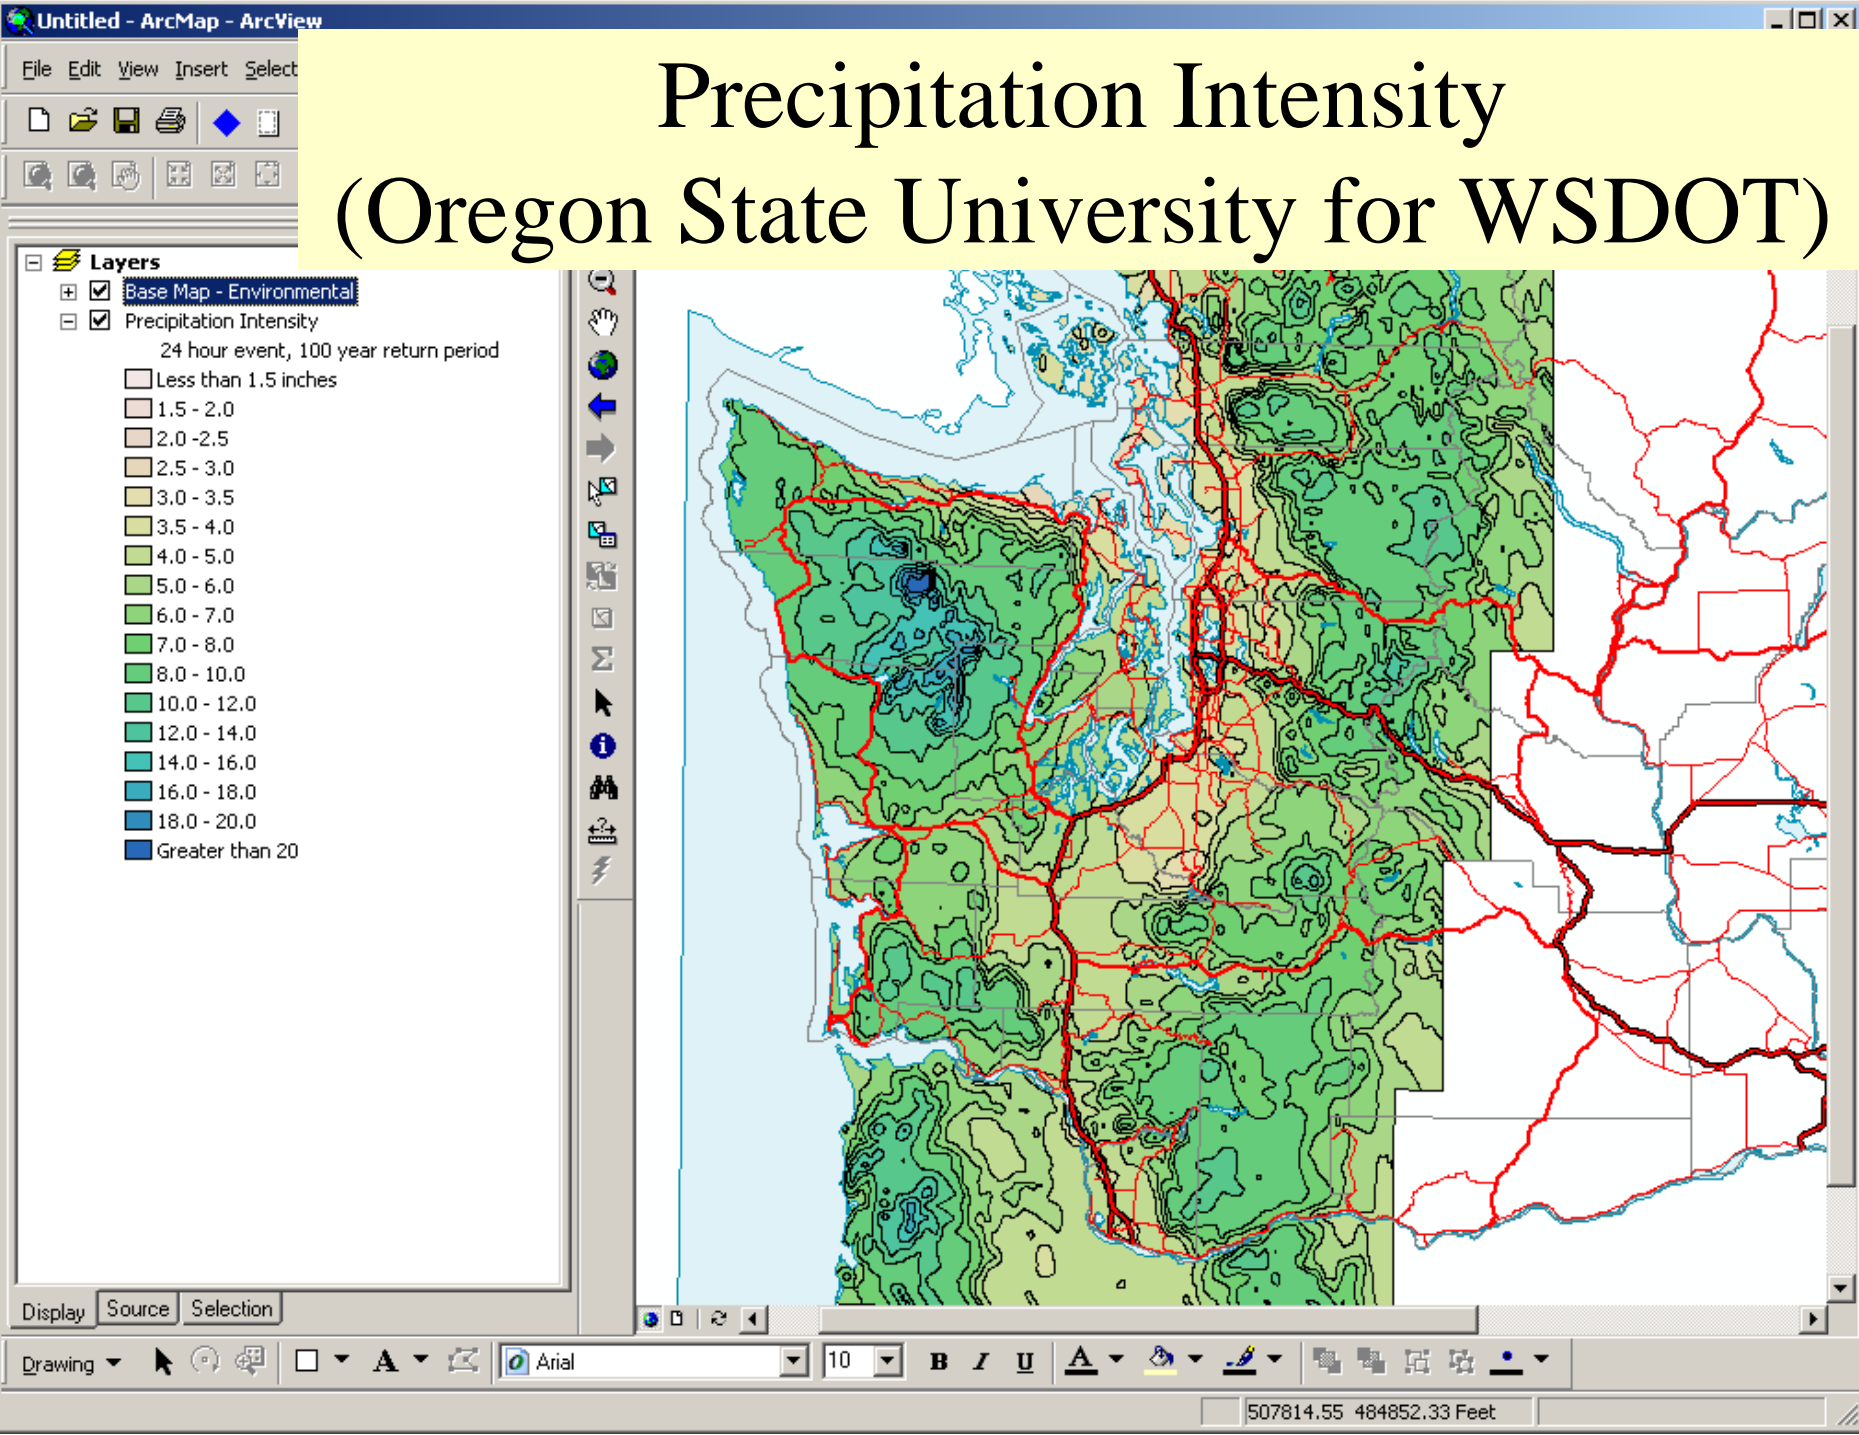 Untitled - ArcMap - ArcView
File Edit View Insert Select
Precipitation Intensity
(Oregon State University for WSDOT)
Layers
Base Map - Environmental
Precipitation Intensity
24 hour event, 100 year return period
Less than 1.5 inches
1.5 - 2.0
2.0 -2.5
2.5 - 3.0
3.0 - 3.5
3.5 - 4.0
4.0 - 5.0
5.0 - 6.0
6.0 - 7.0
7.0 - 8.0
8.0 - 10.0
10.0 - 12.0
12.0 - 14.0
14.0 - 16.0
16.0 - 18.0
18.0 - 20.0
Greater than 20
Display Source Selection
Drawing A Arial 10 B I U A
507814.55 484852.33 Feet